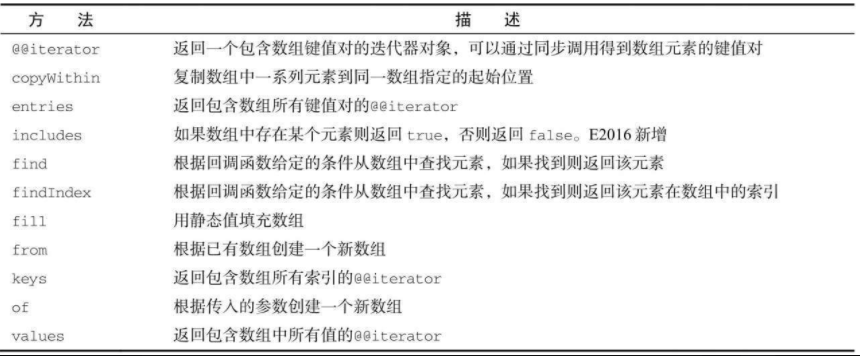 方 法 描 述
@@iterator 返回一个包含数组键值对的迭代器对象，可以通过同步调用得到数组元素的键值对
copyWithin 复制数组中一系列元素到同一数组指定的起始位置
entries 返回包含数组所有键值对的@@iterator
includes 如果数组中存在某个元素则返回 true，否则返回 false。E2016 新增
find 根据回调函数给定的条件从数组中查找元素，如果找到则返回该元素
findIndex 根据回调函数给定的条件从数组中查找元素，如果找到则返回该元素在数组中的索引
fill 用静态值填充数组
from 根据已有数组创建一个新数组
keys 返回包含数组所有索引的@@iterator
of 根据传入的参数创建一个新数组
values 返回包含数组中所有值的@@iterator